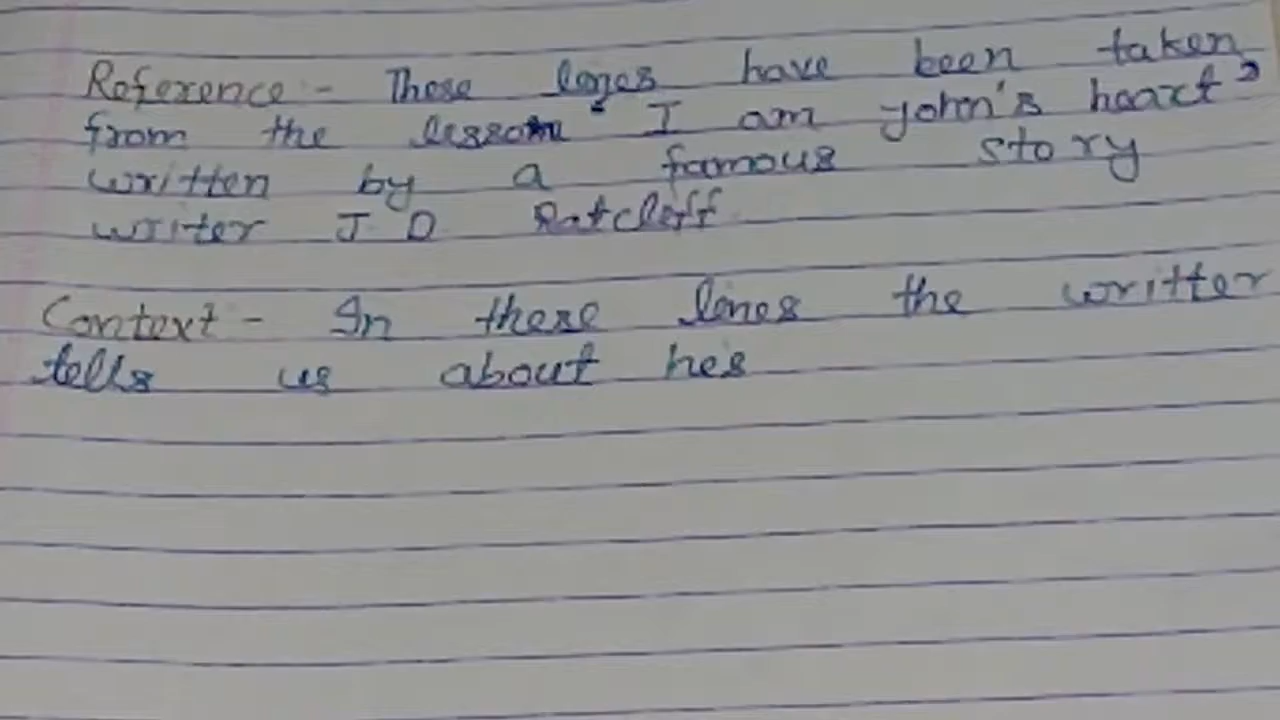 Reference:- These lines have been taken
from the lesson "I am john's heart"
written by a famous story
writer J D Ratcliff
Context - In these lines the writter
tells us about his